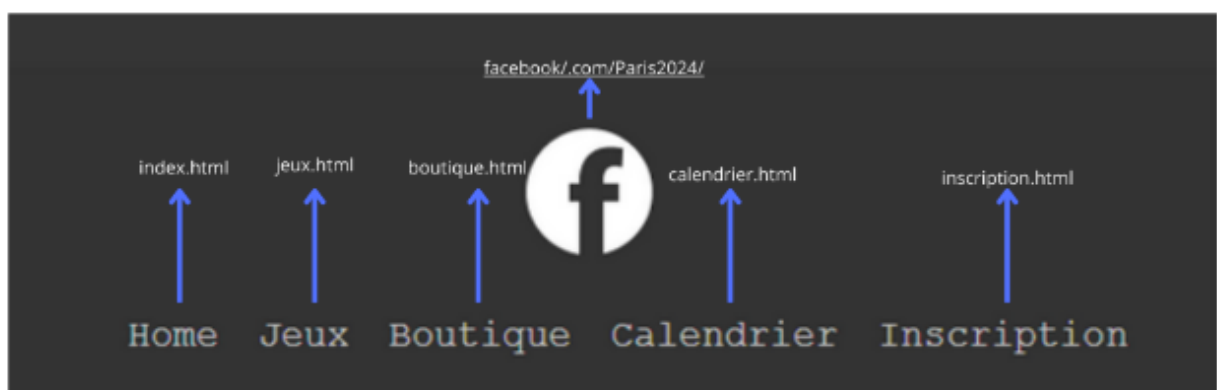 facebook/.com/Paris2024/
index.html jeux.html boutique.html calendrier.html inscription.html
Home Jeux Boutique Calendrier Inscription